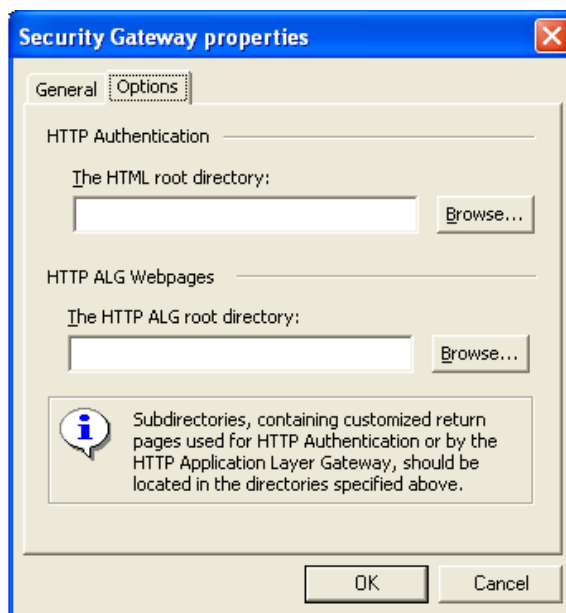 Security Gateway properties
General Options
HTTP Authentication
The HTML root directory:
Browse...
HTTP ALG Webpages
The HTTP ALG root directory:
Browse...
Subdirectories, containing customized return
pages used for HTTP Authentication or by the
HTTP Application Layer Gateway, should be
located in the directories specified above.
OK Cancel